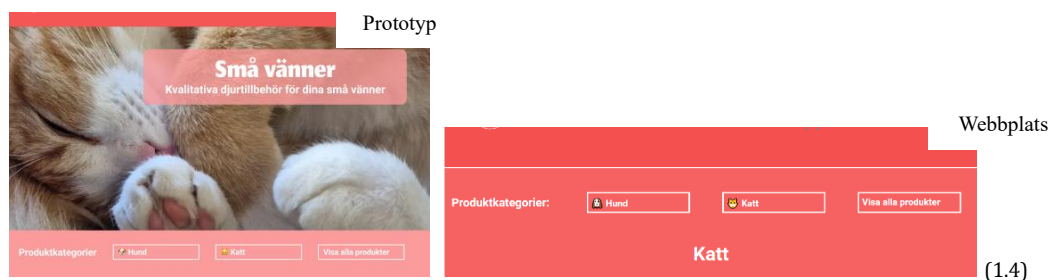 Prototyp
Små vänner
Kvalitativa djurtillbehör för dina små vänner
Produktkategorier Hund Katt Visa alla produkter
Webbplats
Produktkategorier: Hund Katt Visa alla produkter
Katt
(1.4)